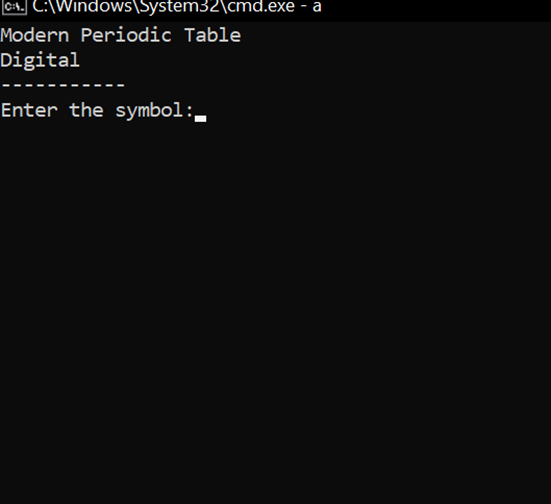 C:\Windows\System32\cmd.exe - a
Modern Periodic Table
Digital
-----------
Enter the symbol: